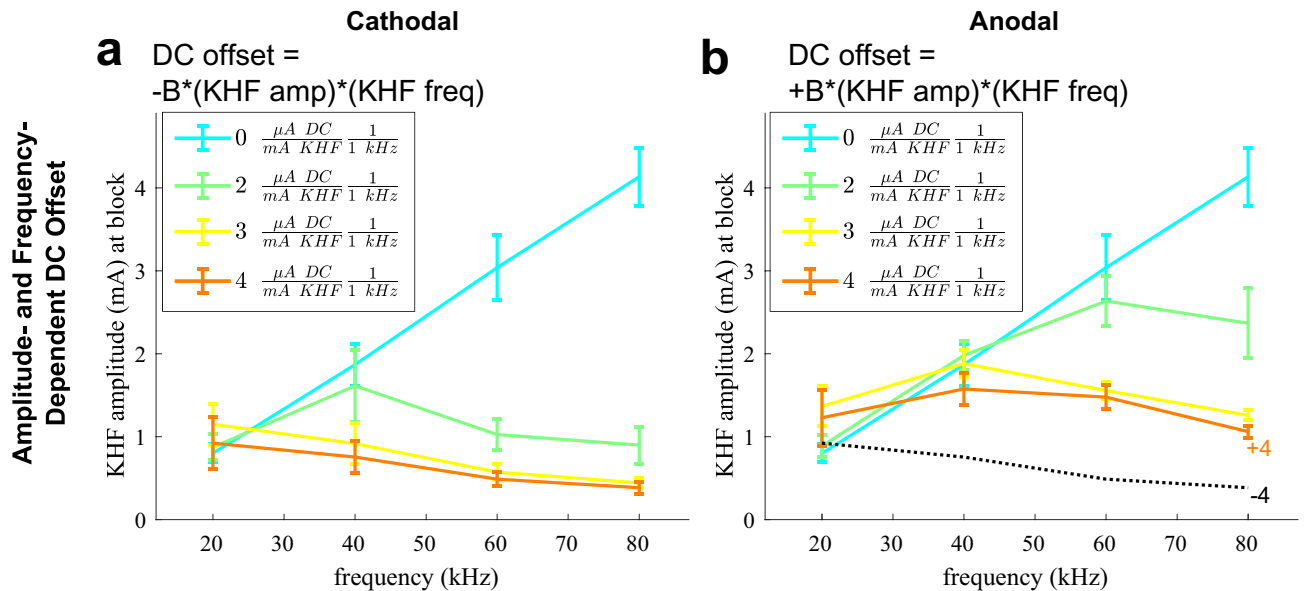 Cathodal
a
DC offset =
-B*(KHF amp)*(KHF freq)
Amplitude- and Frequency-
Dependent DC Offset
0 μA DC/mA KHF 1/1 kHz
2 μA DC/mA KHF 1/1 kHz
3 μA DC/mA KHF 1/1 kHz
4 μA DC/mA KHF 1/1 kHz
KHF amplitude (mA) at block
4
3
2
1
0
20 40 60 80
frequency (kHz)
Anodal
b
DC offset =
+B*(KHF amp)*(KHF freq)
0 μA DC/mA KHF 1/1 kHz
2 μA DC/mA KHF 1/1 kHz
3 μA DC/mA KHF 1/1 kHz
4 μA DC/mA KHF 1/1 kHz
KHF amplitude (mA) at block
4
3
2
1
0
+4
-4
20 40 60 80
frequency (kHz)